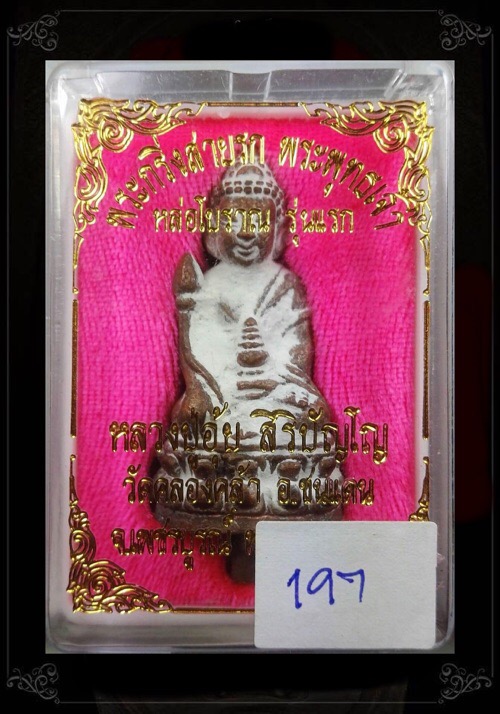 พระกริ่งสายรก พระพุทธเจ้า
หล่อโบราณ รุ่นแรก
หลวงปู่อุ้ย สิริปัญโญ
วัดคลองคล้า อ.ชนแดน
จ.เพชรบูรณ์
197